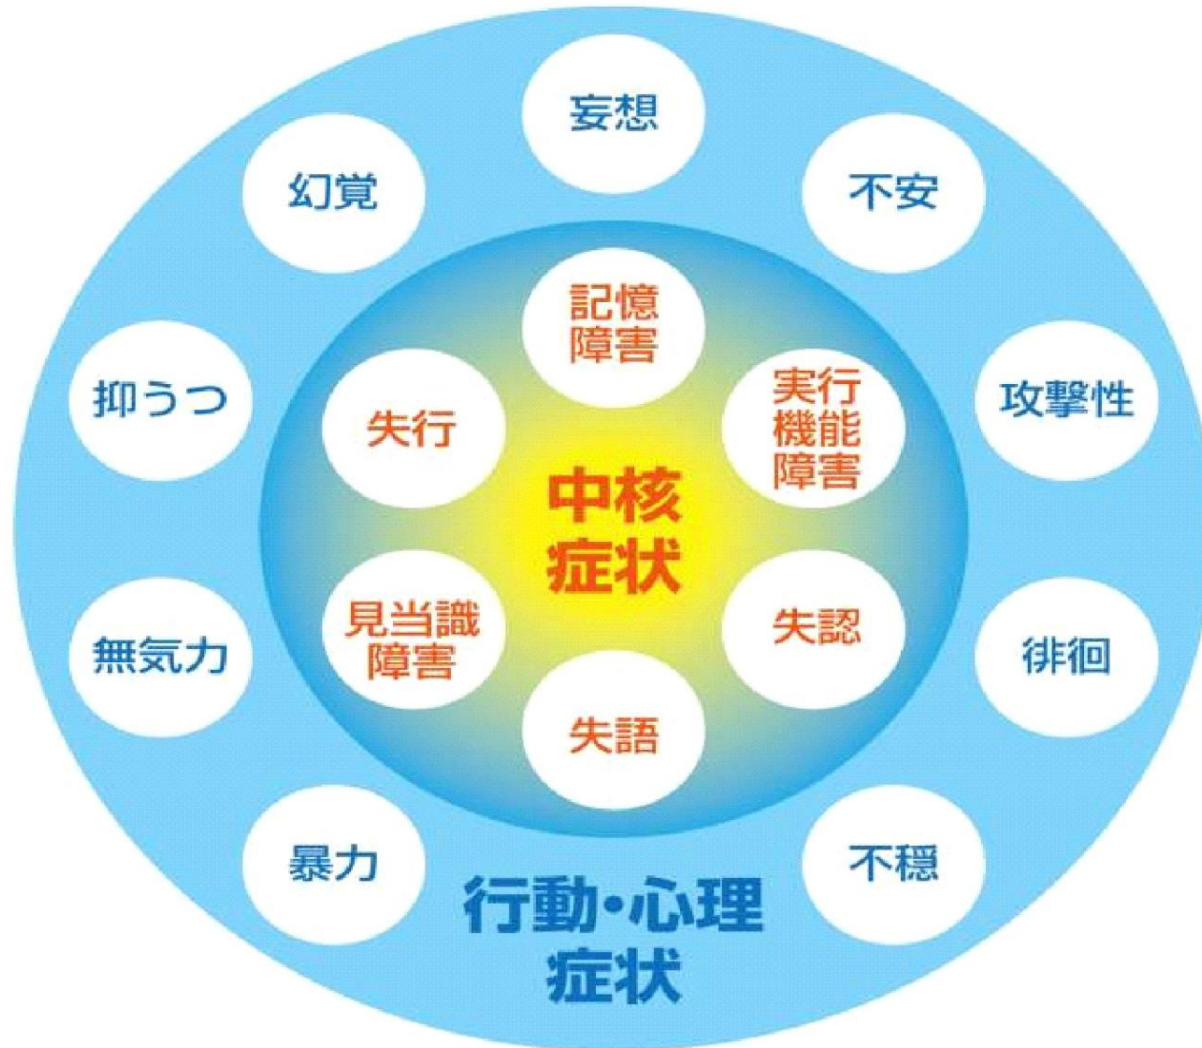 妄想
幻覚
不安
記憶
障害
抑うつ
失行
実行
機能
障害
攻撃性
中核
症状
無気力
見当識
障害
失認
徘徊
失語
暴力
不穏
行動・心理
症状